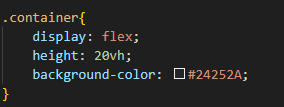 .container{
    display: flex;
    height: 20vh;
    background-color: #24252A;
}